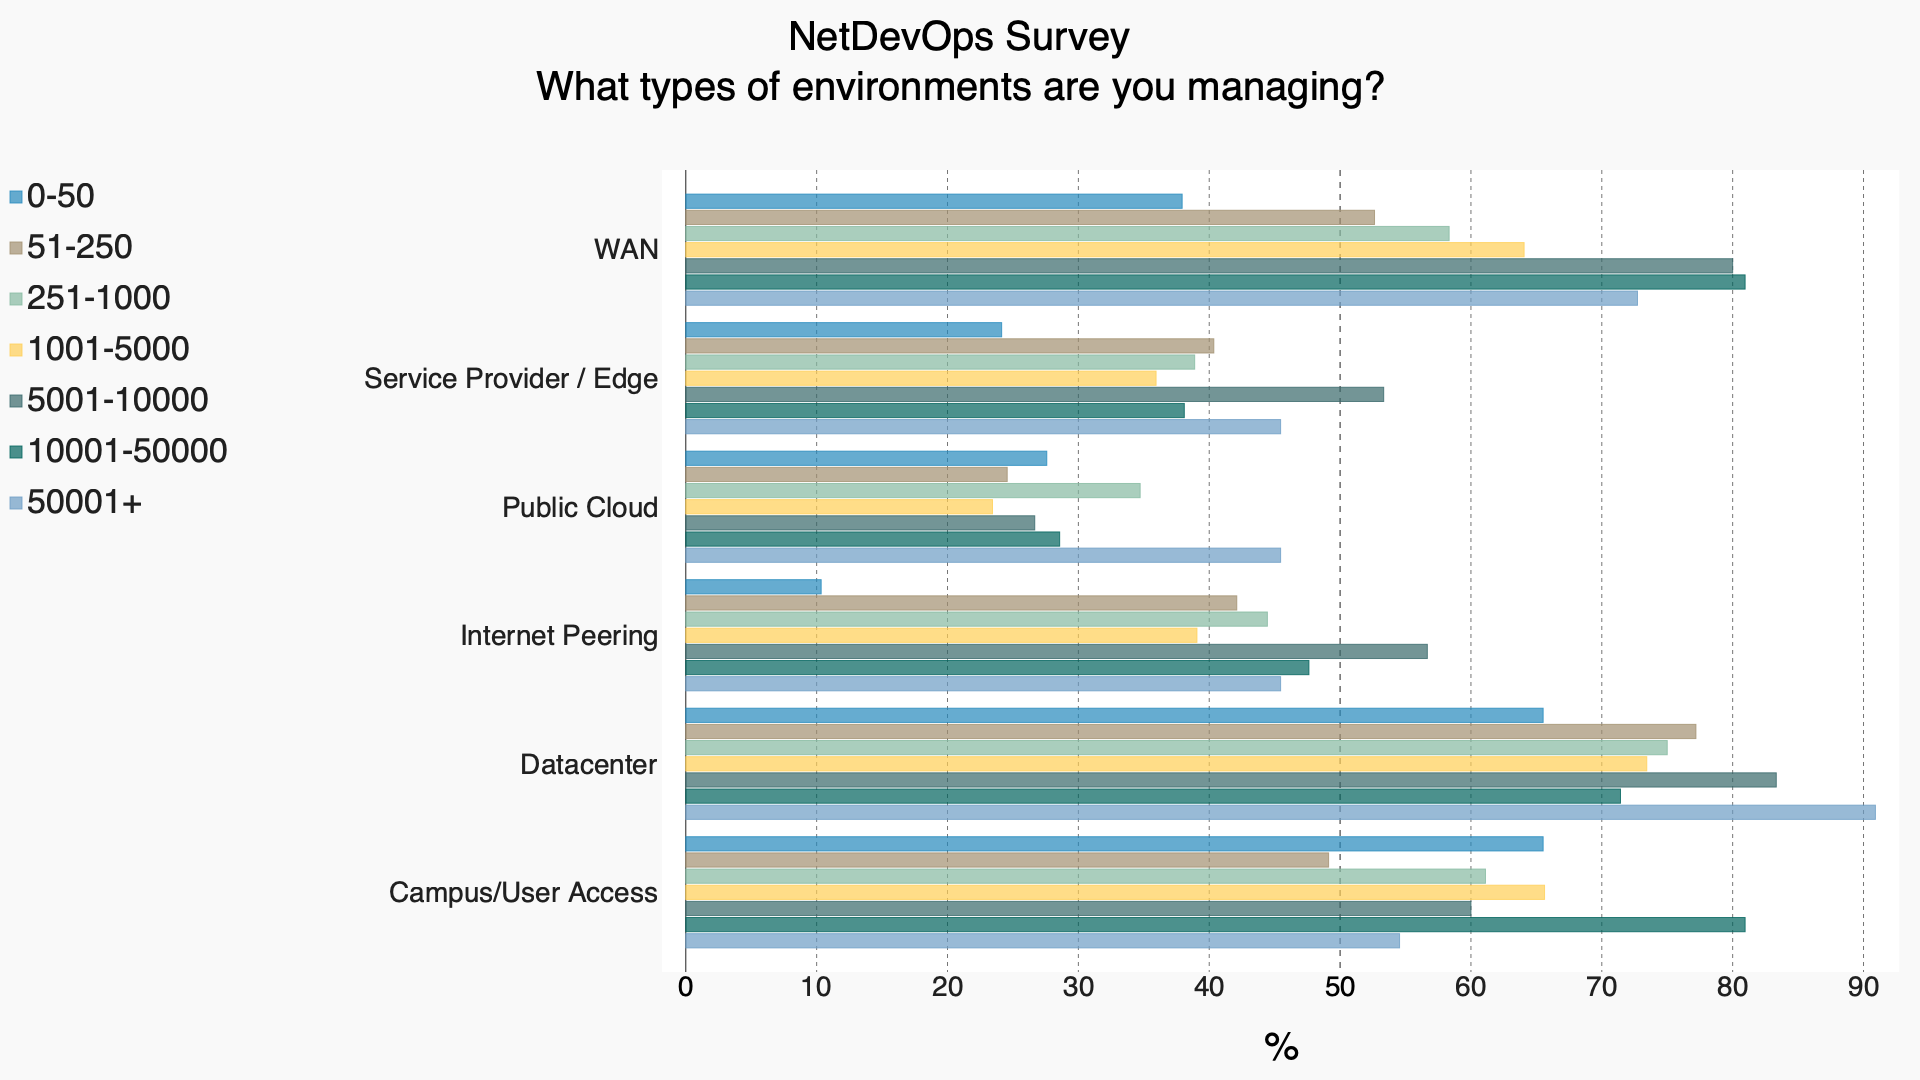 NetDevOps Survey
What types of environments are you managing?
0-50
51-250
251-1000
1001-5000
5001-10000
10001-50000
50001+
WAN
Service Provider / Edge
Public Cloud
Internet Peering
Datacenter
Campus/User Access
0 10 20 30 40 50 60 70 80 90
%